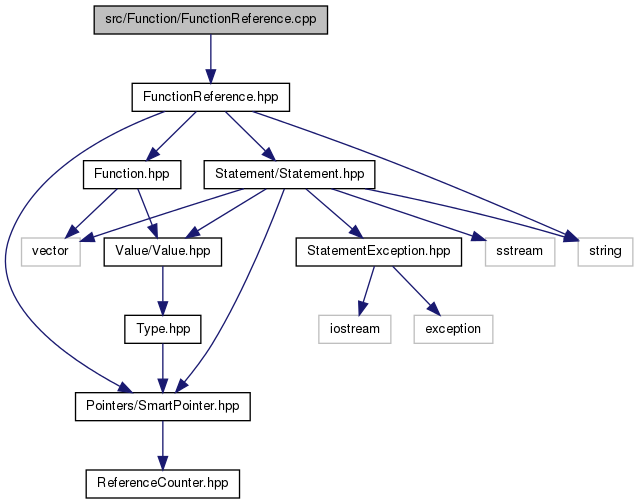 src/Function/FunctionReference.cpp
FunctionReference.hpp
Function.hpp
Statement/Statement.hpp
vector
Value/Value.hpp
StatementException.hpp
sstream
string
Type.hpp
iostream
exception
Pointers/SmartPointer.hpp
ReferenceCounter.hpp